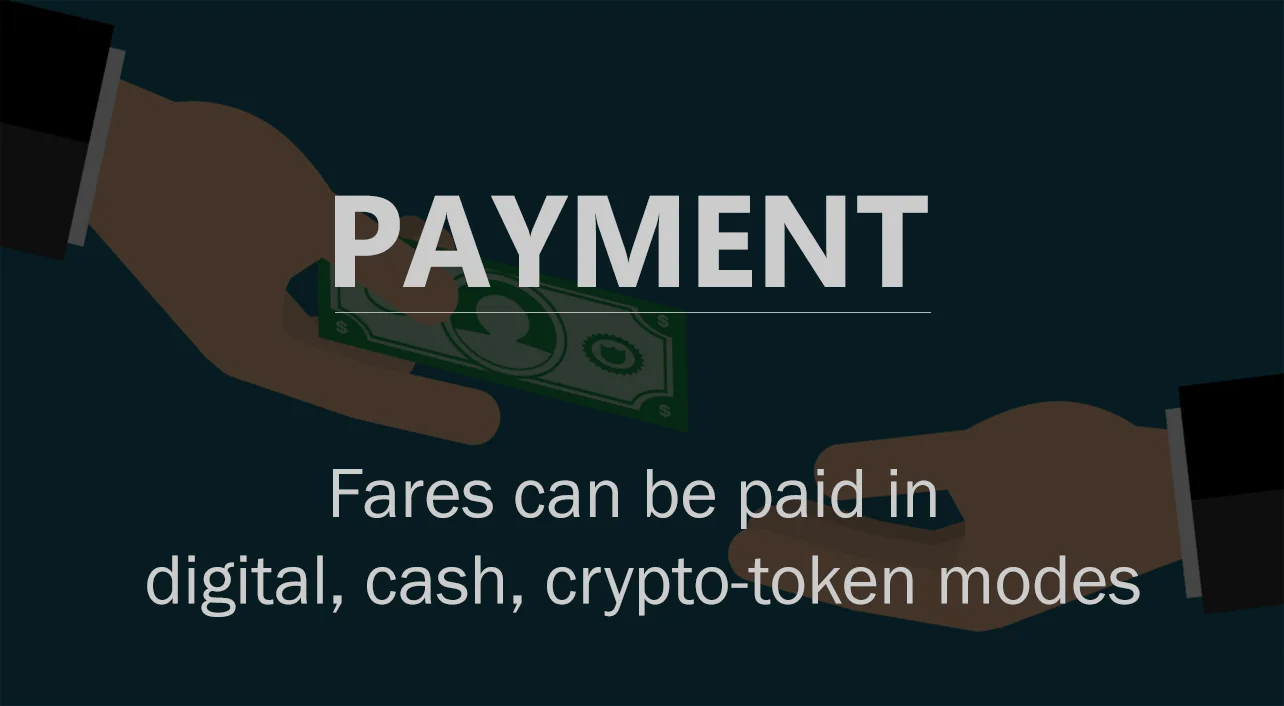 PAYMENT
$ $ $
Fares can be paid in
digital, cash, crypto-token modes